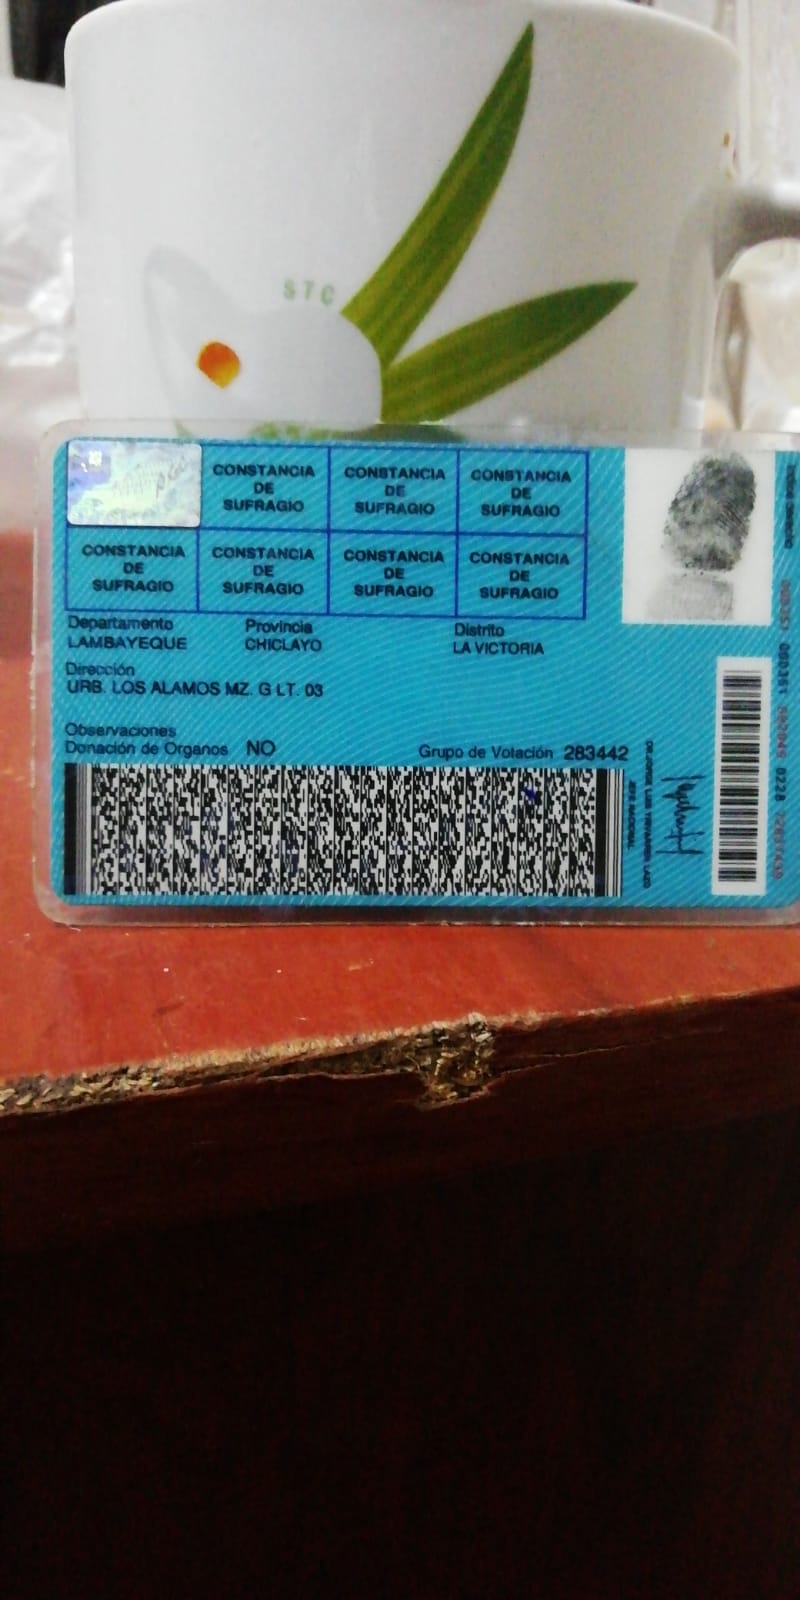 STC
CONSTANCIA DE SUFRAGIO
CONSTANCIA DE SUFRAGIO
CONSTANCIA DE SUFRAGIO
CONSTANCIA DE SUFRAGIO
CONSTANCIA DE SUFRAGIO
CONSTANCIA DE SUFRAGIO
CONSTANCIA DE SUFRAGIO
Departamento Provincia Distrito
LAMBAYEQUE CHICLAYO LA VICTORIA
Dirección
URB. LOS ALAMOS MZ. G LT. 03
Observaciones
Donación de Organos NO Grupo de Votación 283442
JEFE NACIONAL